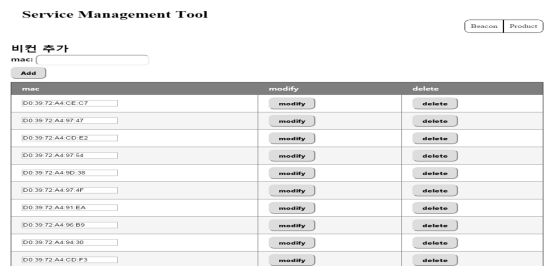 Service Management Tool
Beacon Product
비컨 추가
mac:
Add
mac modify delete
D0:39:72:A4:CE:C7 modify delete
D0:39:72:A4:97:47 modify delete
D0:39:72:A4:CD:E2 modify delete
D0:39:72:A4:97:54 modify delete
D0:39:72:A4:9D:38 modify delete
D0:39:72:A4:97:4F modify delete
D0:39:72:A4:91:EA modify delete
D0:39:72:A4:96:B9 modify delete
D0:39:72:A4:94:30 modify delete
D0:39:72:A4:CD:F3 modify delete